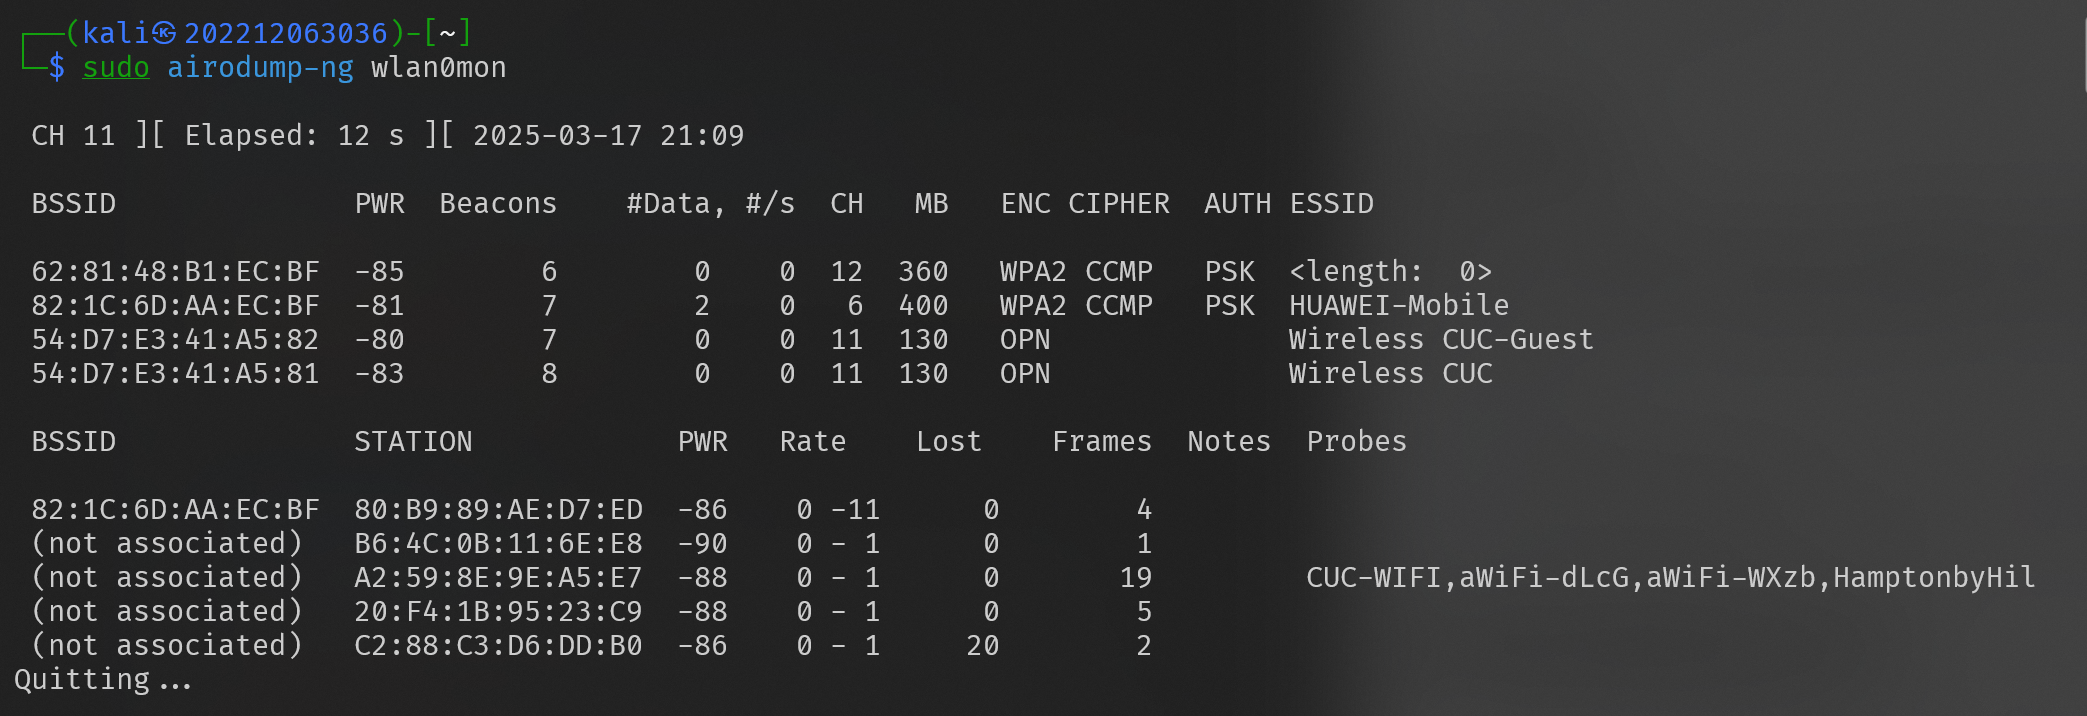 ┌──(kali㉿202212063036)-[~]
└─$ sudo airodump-ng wlan0mon
CH 11 ][ Elapsed: 12 s ][ 2025-03-17 21:09
BSSID              PWR  Beacons    #Data, #/s  CH   MB   ENC CIPHER  AUTH ESSID
62:81:48:B1:EC:BF  -85        6        0    0  12  360   WPA2 CCMP   PSK  <length:  0>
82:1C:6D:AA:EC:BF  -81        7        2    0   6  400   WPA2 CCMP   PSK  HUAWEI-Mobile
54:D7:E3:41:A5:82  -80        7        0    0  11  130   OPN              Wireless CUC-Guest
54:D7:E3:41:A5:81  -83        8        0    0  11  130   OPN              Wireless CUC
BSSID              STATION            PWR   Rate    Lost    Frames  Notes  Probes
82:1C:6D:AA:EC:BF  80:B9:89:AE:D7:ED  -86    0 -11      0        4
(not associated)   B6:4C:0B:11:6E:E8  -90    0 - 1      0        1
(not associated)   A2:59:8E:9E:A5:E7  -88    0 - 1      0       19         CUC-WIFI,aWiFi-dLcG,aWiFi-WXzb,HamptonbyHil
(not associated)   20:F4:1B:95:23:C9  -88    0 - 1      0        5
(not associated)   C2:88:C3:D6:DD:B0  -86    0 - 1     20        2
Quitting...